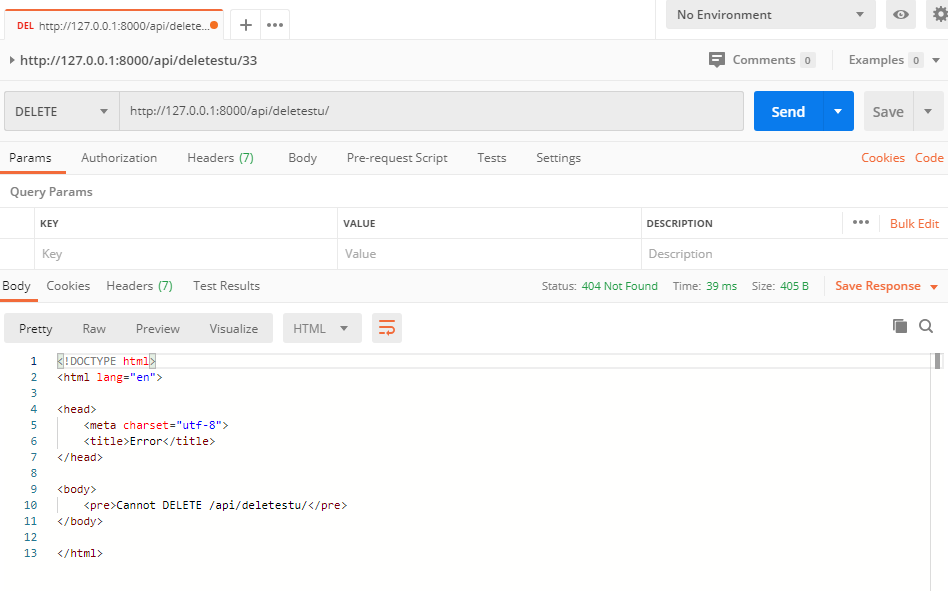 DEL http://127.0.0.1:8000/api/delete... + ••• No Environment
http://127.0.0.1:8000/api/deletestu/33 Comments 0 Examples 0
DELETE http://127.0.0.1:8000/api/deletestu/ Send Save
Params Authorization Headers (7) Body Pre-request Script Tests Settings Cookies Code
Query Params
KEY VALUE DESCRIPTION ••• Bulk Edit
Key Value Description
Body Cookies Headers (7) Test Results Status: 404 Not Found Time: 39 ms Size: 405 B Save Response
Pretty Raw Preview Visualize HTML
1 <!DOCTYPE html>
2 <html lang="en">
3
4 <head>
5 <meta charset="utf-8">
6 <title>Error</title>
7 </head>
8
9 <body>
10 <pre>Cannot DELETE /api/deletestu/</pre>
11 </body>
12
13 </html>